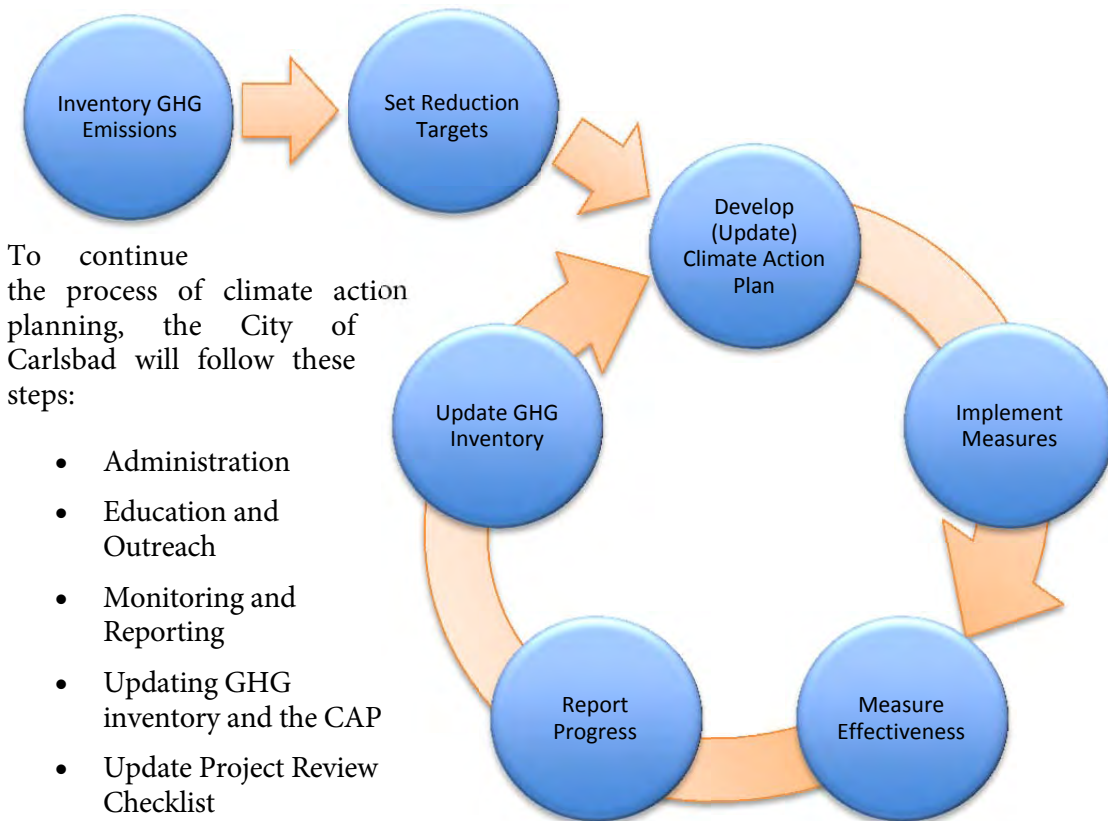 Inventory GHG
Emissions
Set Reduction
Targets
Develop
(Update)
Climate Action
Plan
To continue
the process of climate action
planning, the City of
Carlsbad will follow these
steps:
Update GHG
Inventory
Implement
Measures
• Administration
• Education and
Outreach
• Monitoring and
Reporting
• Updating GHG
inventory and the CAP
• Update Project Review
Checklist
Report
Progress
Measure
Effectiveness